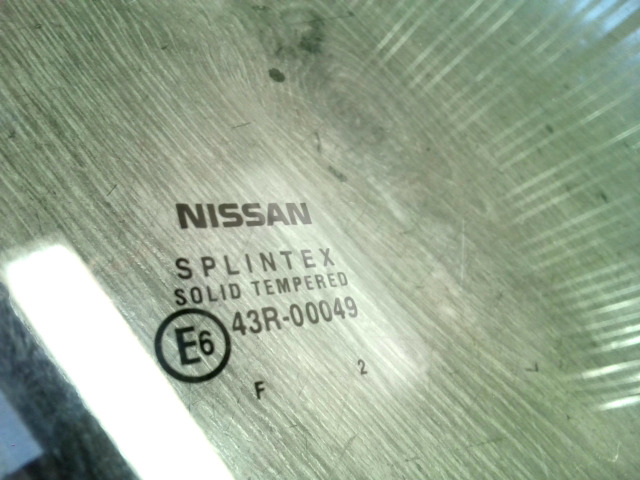 NISSAN
SPLINTEX
SOLID TEMPERED
E6 43R-00049
F 2